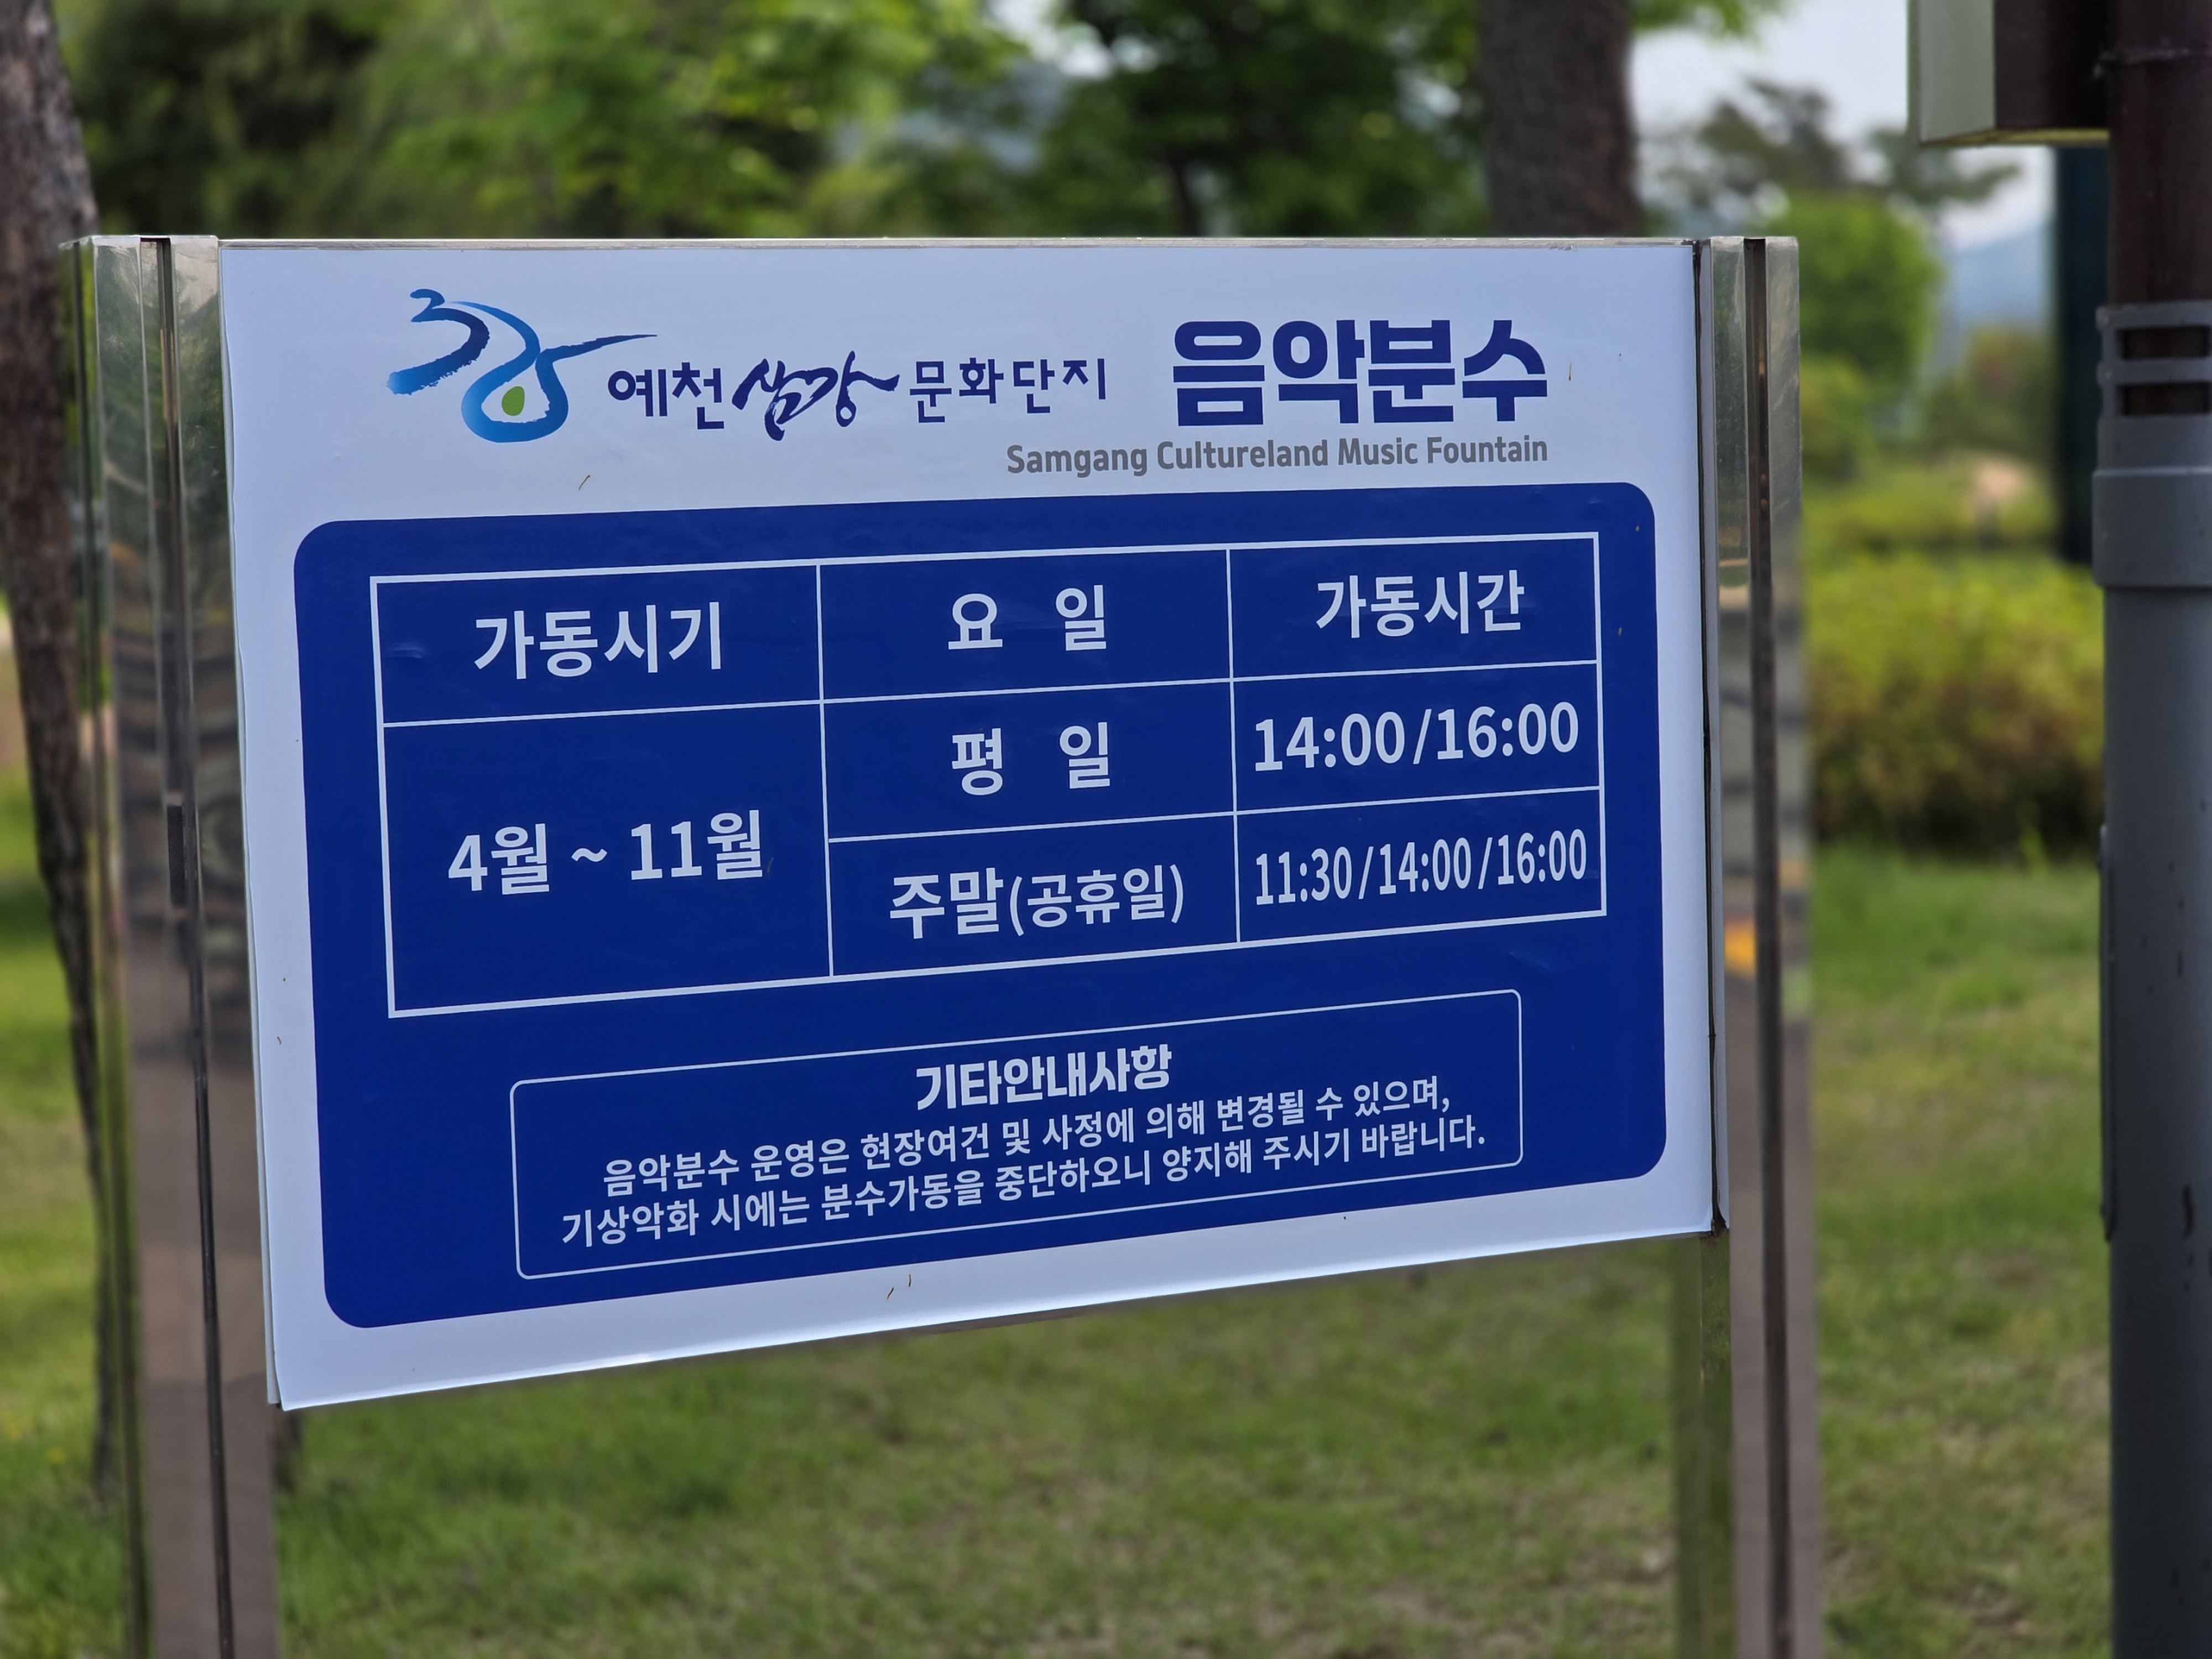 예천삼강문화단지 음악분수
Samgang Cultureland Music Fountain
가동시기 요 일 가동시간
4월 ~ 11월
평 일 14:00/16:00
주말(공휴일) 11:30/14:00/16:00
기타안내사항
음악분수 운영은 현장여건 및 사정에 의해 변경될 수 있으며,
기상악화 시에는 분수가동을 중단하오니 양지해 주시기 바랍니다.